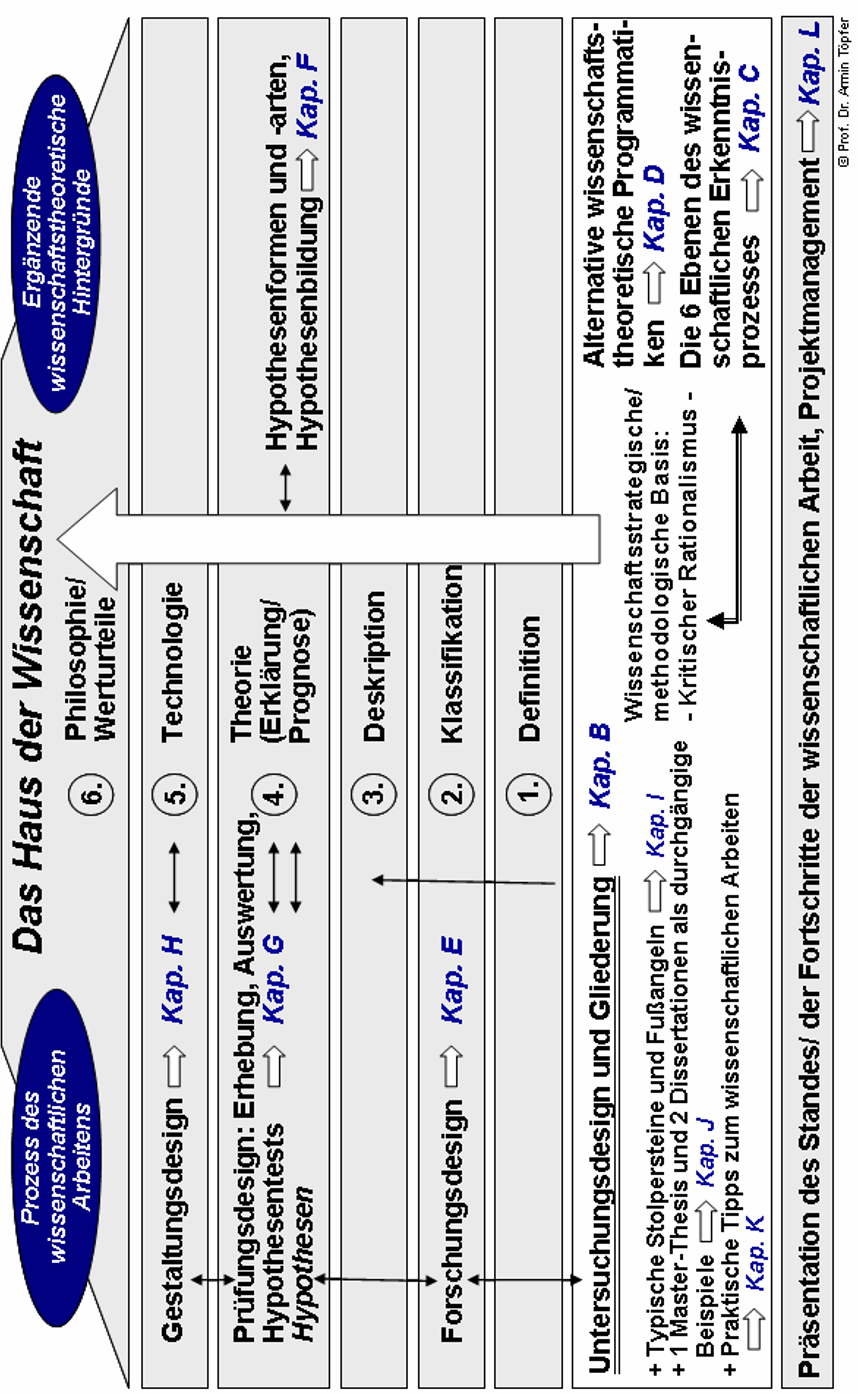 Das Haus der Wissenschaft
Prozess des
wissenschaftlichen
Arbeitens
Ergänzende
wissenschaftstheoretische
Hintergründe
6. Philosophie/
Werturteile
Gestaltungsdesign ⇨ Kap. H
5. Technologie
Prüfungsdesign: Erhebung, Auswertung,
Hypothesentests ⇨ Kap. G
Hypothesen
4. Theorie
(Erklärung/
Prognose)
Hypothesenformen und -arten,
Hypothesenbildung ⇨ Kap. F
3. Deskription
Forschungsdesign ⇨ Kap. E
2. Klassifikation
1. Definition
Untersuchungsdesign und Gliederung ⇨ Kap. B
+ Typische Stolpersteine und Fußangeln ⇨ Kap. I
+ 1 Master-Thesis und 2 Dissertationen als durchgängige
Beispiele ⇨ Kap. J
+ Praktische Tipps zum wissenschaftlichen Arbeiten
⇨ Kap. K
Wissenschaftsstrategische/
methodologische Basis:
- Kritischer Rationalismus -
Alternative wissenschafts-
theoretische Programmati-
ken ⇨ Kap. D
Die 6 Ebenen des wissen-
schaftlichen Erkenntnis-
prozesses ⇨ Kap. C
Präsentation des Standes/ der Fortschritte der wissenschaftlichen Arbeit, Projektmanagement ⇨ Kap. L
© Prof. Dr. Armin Töpfer